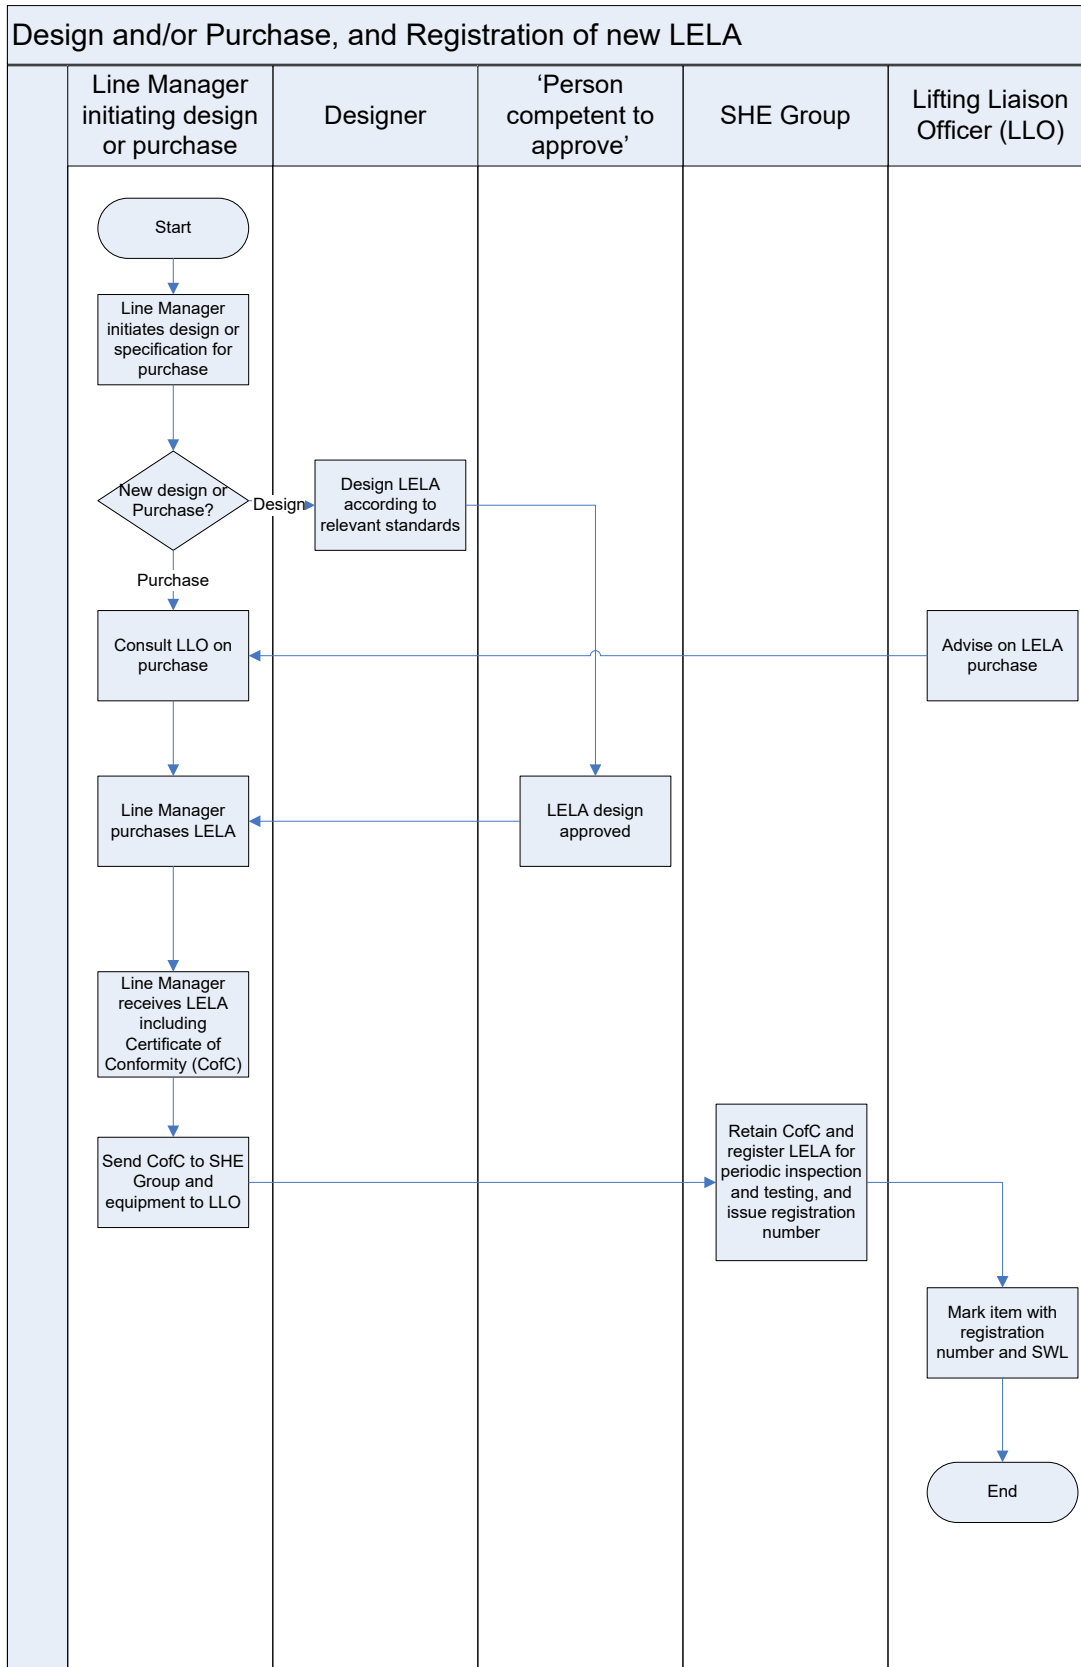 Design and/or Purchase, and Registration of new LELA
Line Manager
initiating design
or purchase
Designer
‘Person
competent to
approve’
SHE Group
Lifting Liaison
Officer (LLO)
Start
Line Manager
initiates design or
specification for
purchase
New design or
Purchase?
Design
Design LELA
according to
relevant standards
Purchase
Consult LLO on
purchase
Advise on LELA
purchase
Line Manager
purchases LELA
LELA design
approved
Line Manager
receives LELA
including
Certificate of
Conformity (CofC)
Send CofC to SHE
Group and
equipment to LLO
Retain CofC and
register LELA for
periodic inspection
and testing, and
issue registration
number
Mark item with
registration
number and SWL
End